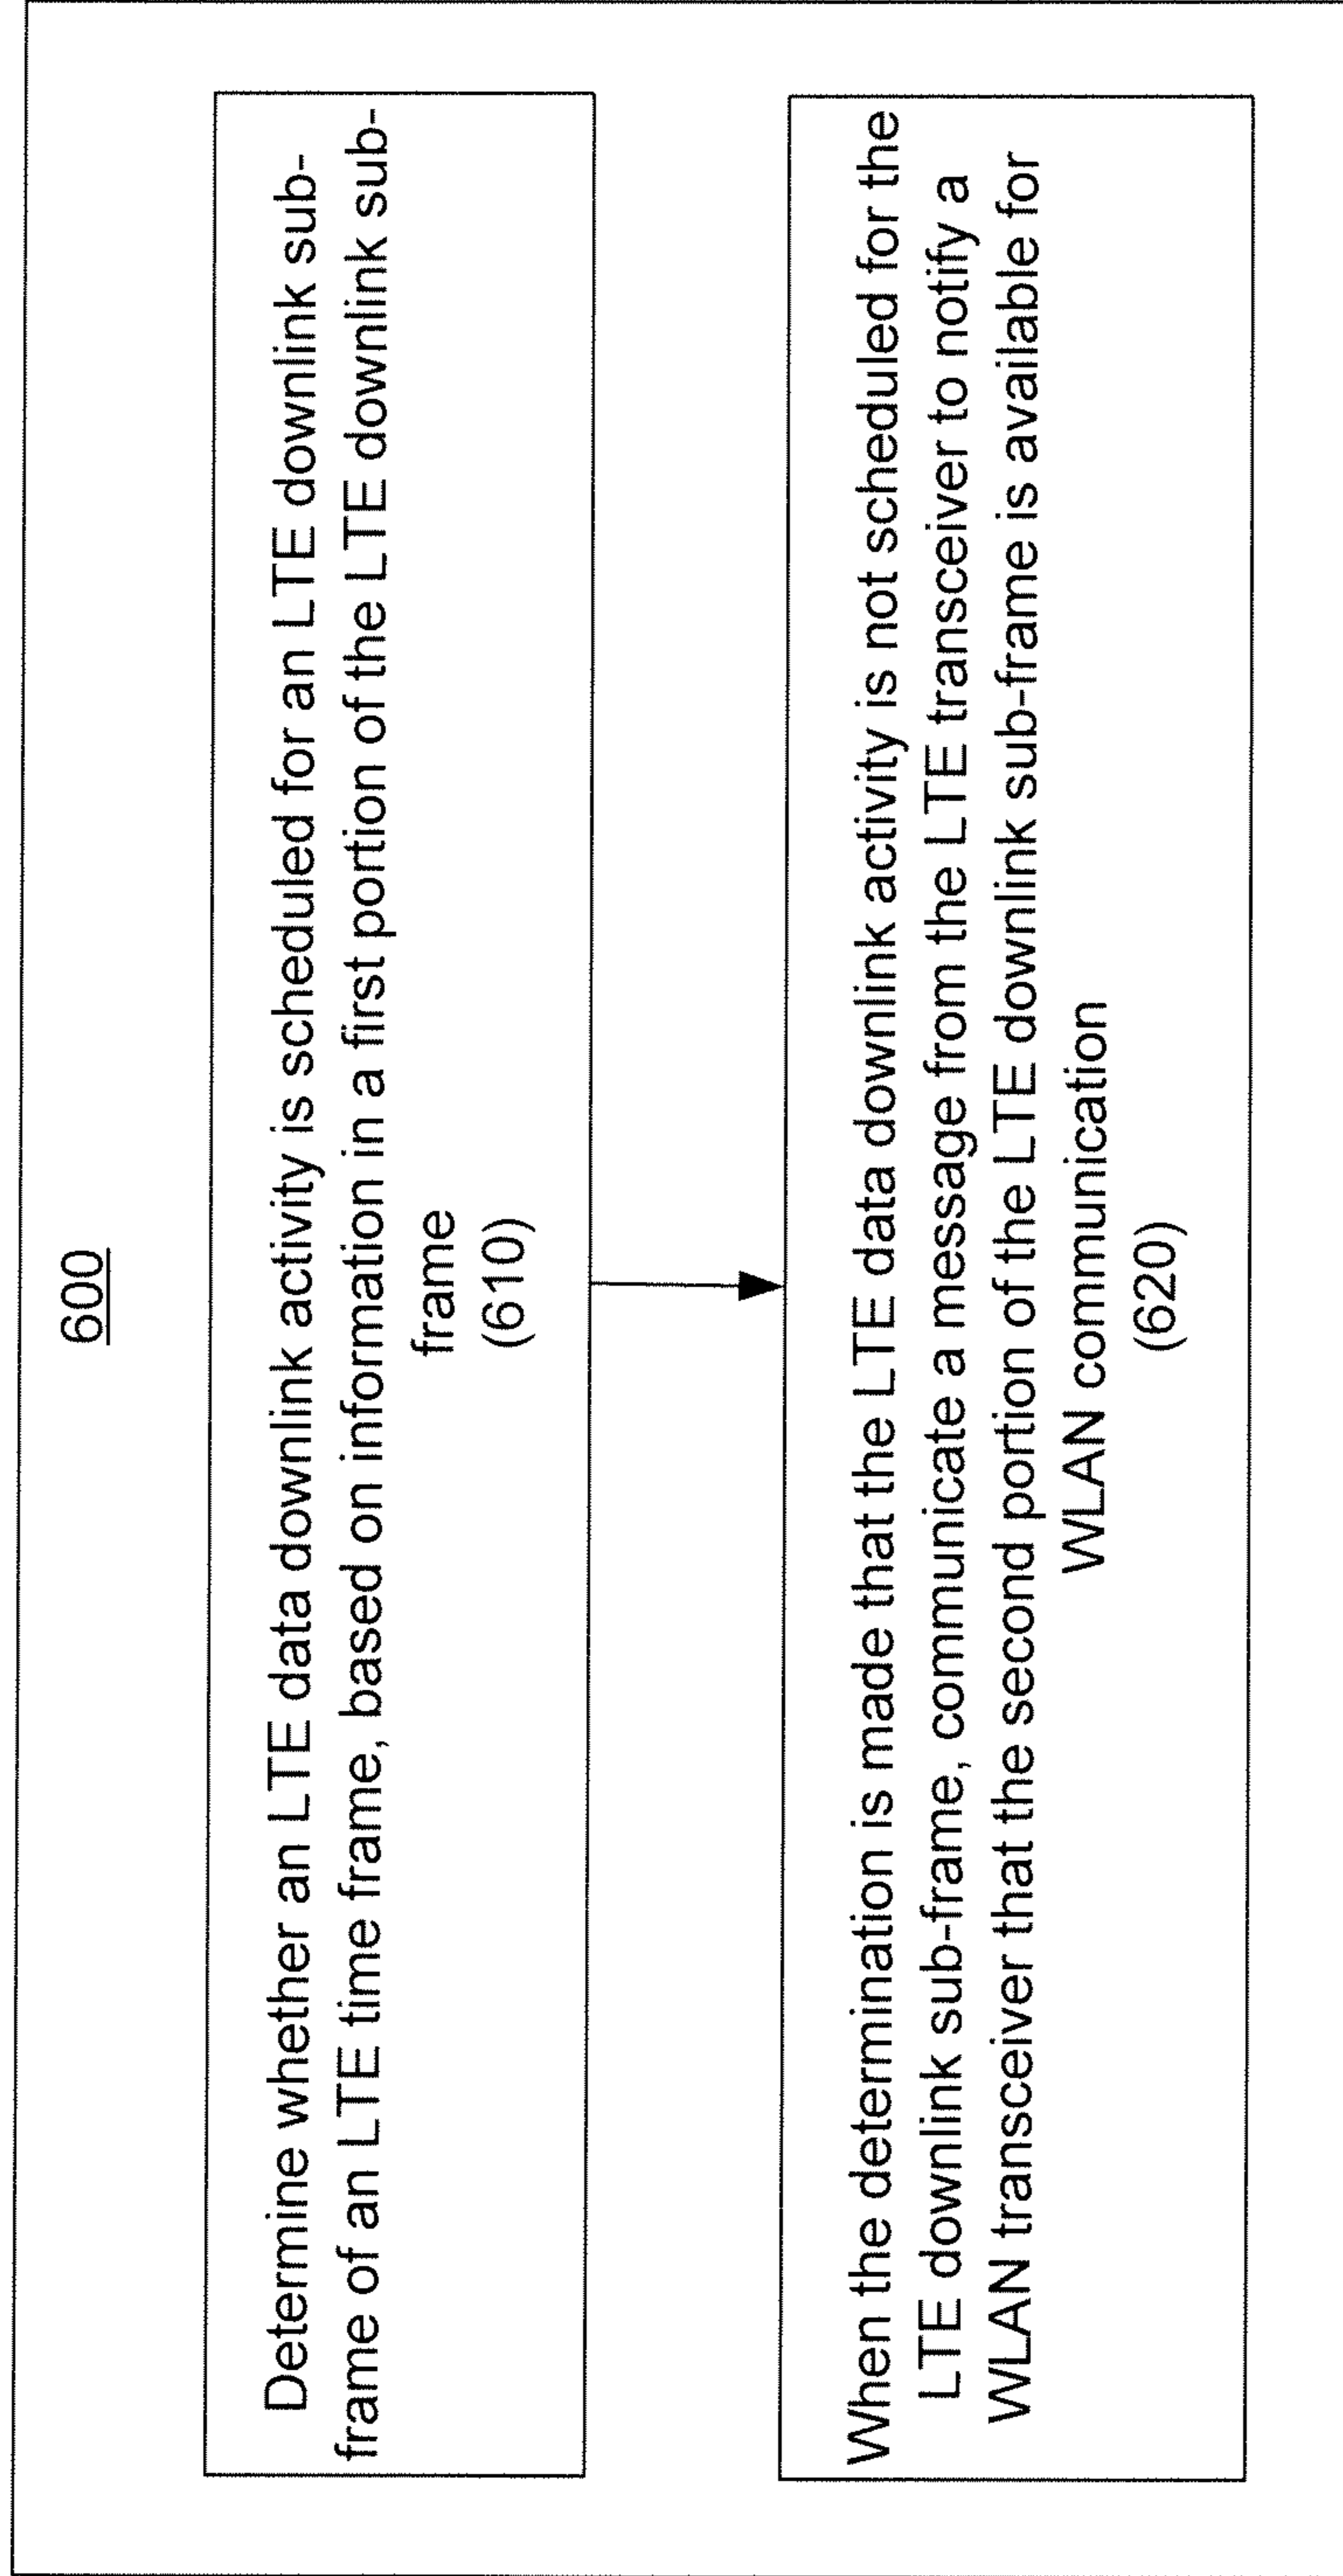 600
Determine whether an LTE data downlink activity is scheduled for an LTE downlink sub-
frame of an LTE time frame, based on information in a first portion of the LTE downlink sub-
frame
(610)
When the determination is made that the LTE data downlink activity is not scheduled for the
LTE downlink sub-frame, communicate a message from the LTE transceiver to notify a
WLAN transceiver that the second portion of the LTE downlink sub-frame is available for
WLAN communication
(620)